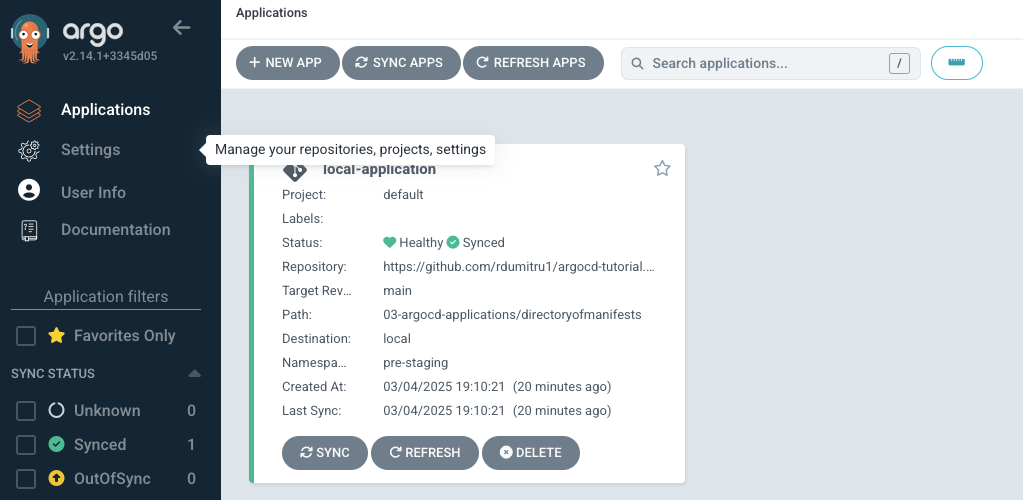 argo
v2.14.1+3345d05
Applications
Settings
User Info
Documentation
Application filters
Favorites Only
SYNC STATUS
Unknown 0
Synced 1
OutOfSync 0
Applications
NEW APP SYNC APPS REFRESH APPS Search applications... /
Manage your repositories, projects, settings
local-application
Project: default
Labels:
Status: Healthy Synced
Repository: https://github.com/rdumitru1/argocd-tutorial....
Target Rev... main
Path: 03-argocd-applications/directoryofmanifests
Destination: local
Namespa... pre-staging
Created At: 03/04/2025 19:10:21 (20 minutes ago)
Last Sync: 03/04/2025 19:10:21 (20 minutes ago)
SYNC REFRESH DELETE